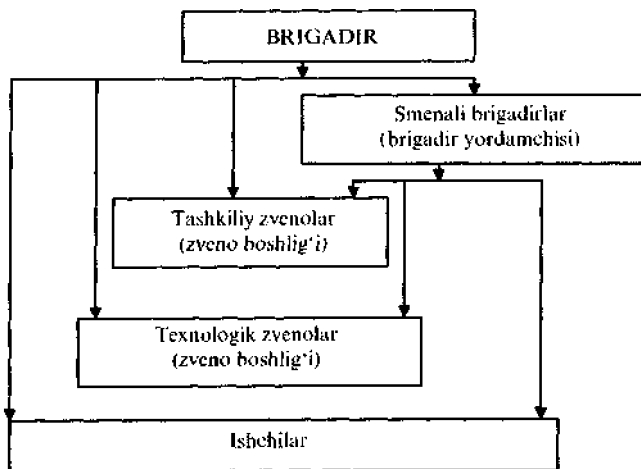 BRIGADIR
Smenali brigadirlar
(brigadir yordamchisi)
Tashkiliy zvenolar
(zveno boshlig‘i)
Texnologik zvenolar
(zveno boshlig‘i)
Ishchilar